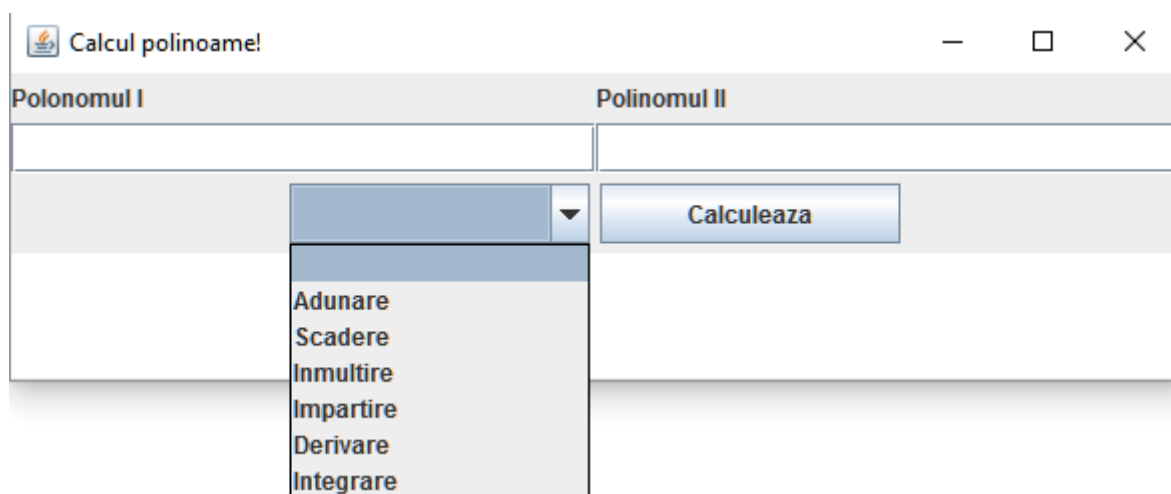 Calcul polinoame!
Polonomul I Polinomul II
Calculeaza
Adunare
Scadere
Inmultire
Impartire
Derivare
Integrare